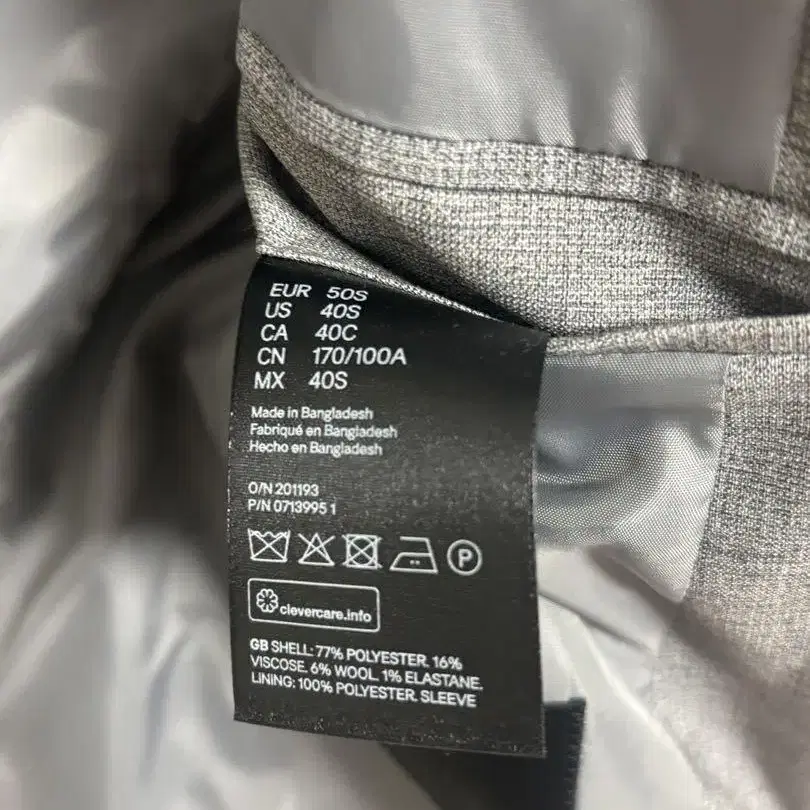 EUR 50S
US 40S
CA 40C
CN 170/100A
MX 40S
Made in Bangladesh
Fabriqué en Bangladesh
Hecho en Bangladesh
O/N 201193
P/N 0713995 1
P
clevercare.info
GB SHELL: 77% POLYESTER. 16%
VISCOSE. 6% WOOL. 1% ELASTANE.
LINING: 100% POLYESTER. SLEEVE